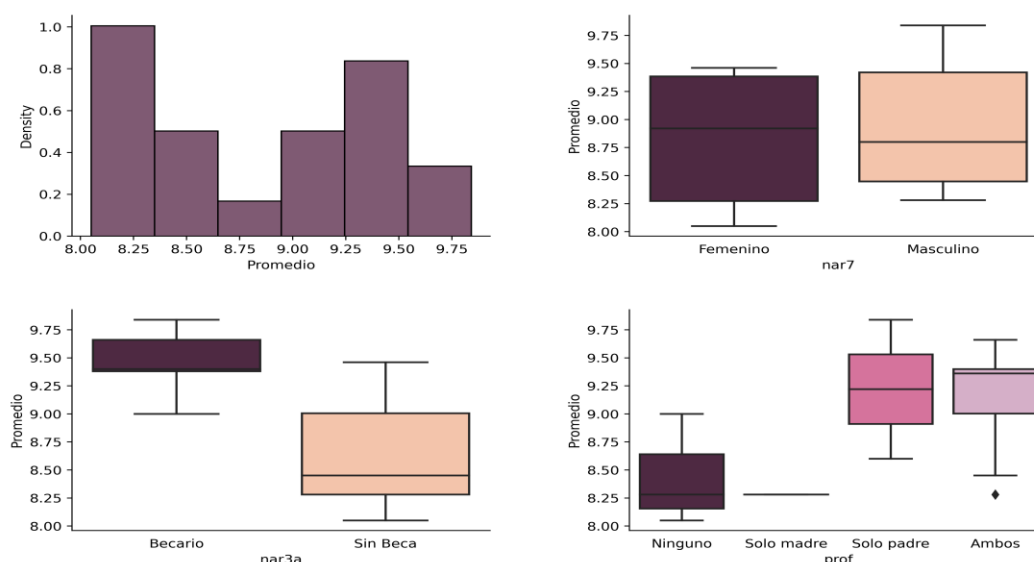 1.0
0.8
0.6
0.4
0.2
0.0
Density
8.00 8.25 8.50 8.75 9.00 9.25 9.50 9.75
Promedio
9.75
9.50
9.25
9.00
8.75
8.50
8.25
8.00
Promedio
Femenino Masculino
nar7
9.75
9.50
9.25
9.00
8.75
8.50
8.25
8.00
Promedio
Becario Sin Beca
nar3a
9.75
9.50
9.25
9.00
8.75
8.50
8.25
8.00
Promedio
Ninguno Solo madre Solo padre Ambos
prof